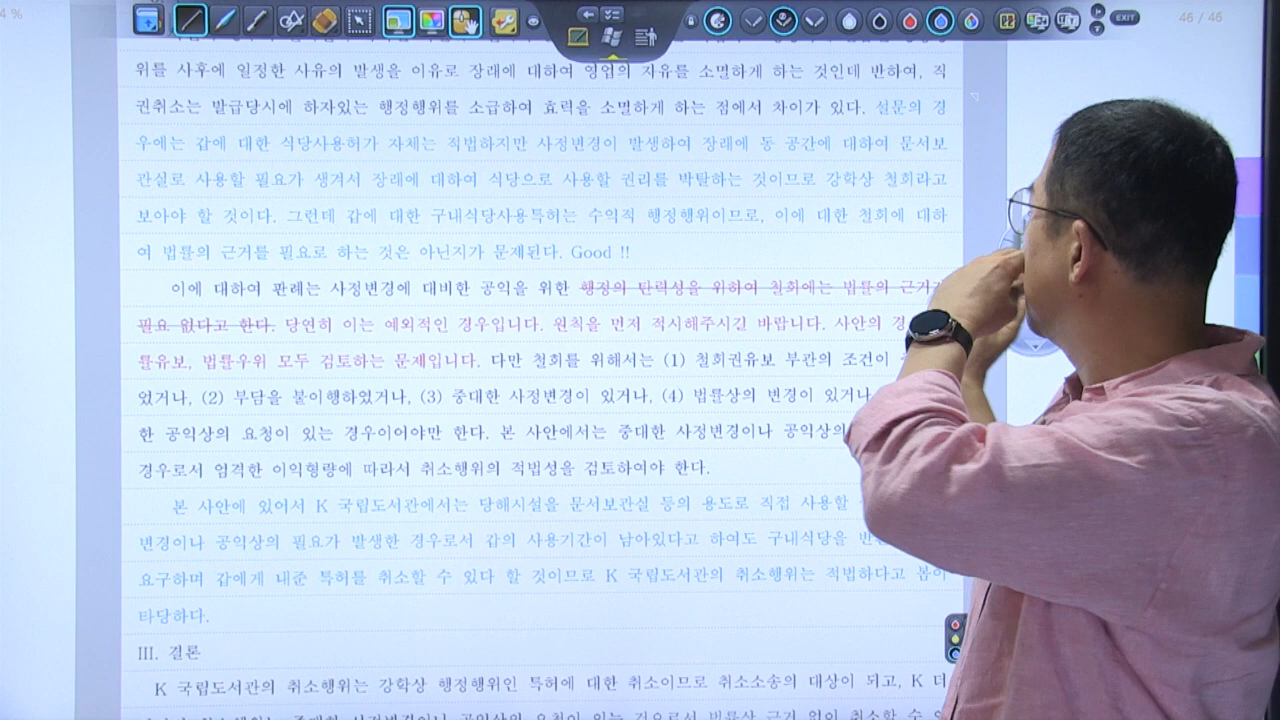 46 / 46
EXIT
위를 사후에 일정한 사유의 발생을 이유로 장래에 대하여 영업의 자유를 소멸하게 하는 것인데 반하여, 직
권취소는 발급당시에 하자있는 행정행위를 소급하여 효력을 소멸하게 하는 점에서 차이가 있다. 설문의 경
우에는 갑에 대한 식당사용허가 자체는 적법하지만 사정변경이 발생하여 장래에 동 공간에 대하여 문서보
관실로 사용할 필요가 생겨서 장래에 대하여 식당으로 사용할 권리를 박탈하는 것이므로 강학상 철회라고
보아야 할 것이다. 그런데 갑에 대한 구내식당사용특허는 수익적 행정행위이므로, 이에 대한 철회에 대하
여 법률의 근거를 필요로 하는 것은 아닌지가 문제된다. Good !!
이에 대하여 판례는 사정변경에 대비한 공익을 위한 행정의 탄력성을 위하여 철회에는 법률의 근거가
필요 없다고 한다. 당연히 이는 예외적인 경우입니다. 원칙을 먼저 적시해주시길 바랍니다. 사안의 경
률유보, 법률우위 모두 검토하는 문제입니다. 다만 철회를 위해서는 (1) 철회권유보 부관의 조건이
었거나, (2) 부담을 불이행하였거나, (3) 중대한 사정변경이 있거나, (4) 법률상의 변경이 있거나
한 공익상의 요청이 있는 경우이어야만 한다. 본 사안에서는 중대한 사정변경이나 공익상의
경우로서 엄격한 이익형량에 따라서 취소행위의 적법성을 검토하여야 한다.
본 사안에 있어서 K 국립도서관에서는 당해시설을 문서보관실 등의 용도로 직접 사용할
변경이나 공익상의 필요가 발생한 경우로서 갑의 사용기간이 남아있다고 하여도 구내식당을
요구하며 갑에게 내준 특허를 취소할 수 있다 할 것이므로 K 국립도서관의 취소행위는 적법하다고 봄이
타당하다.
III. 결론
K 국립도서관의 취소행위는 강학상 행정행위인 특허에 대한 취소이므로 취소소송의 대상이 되고, K 더